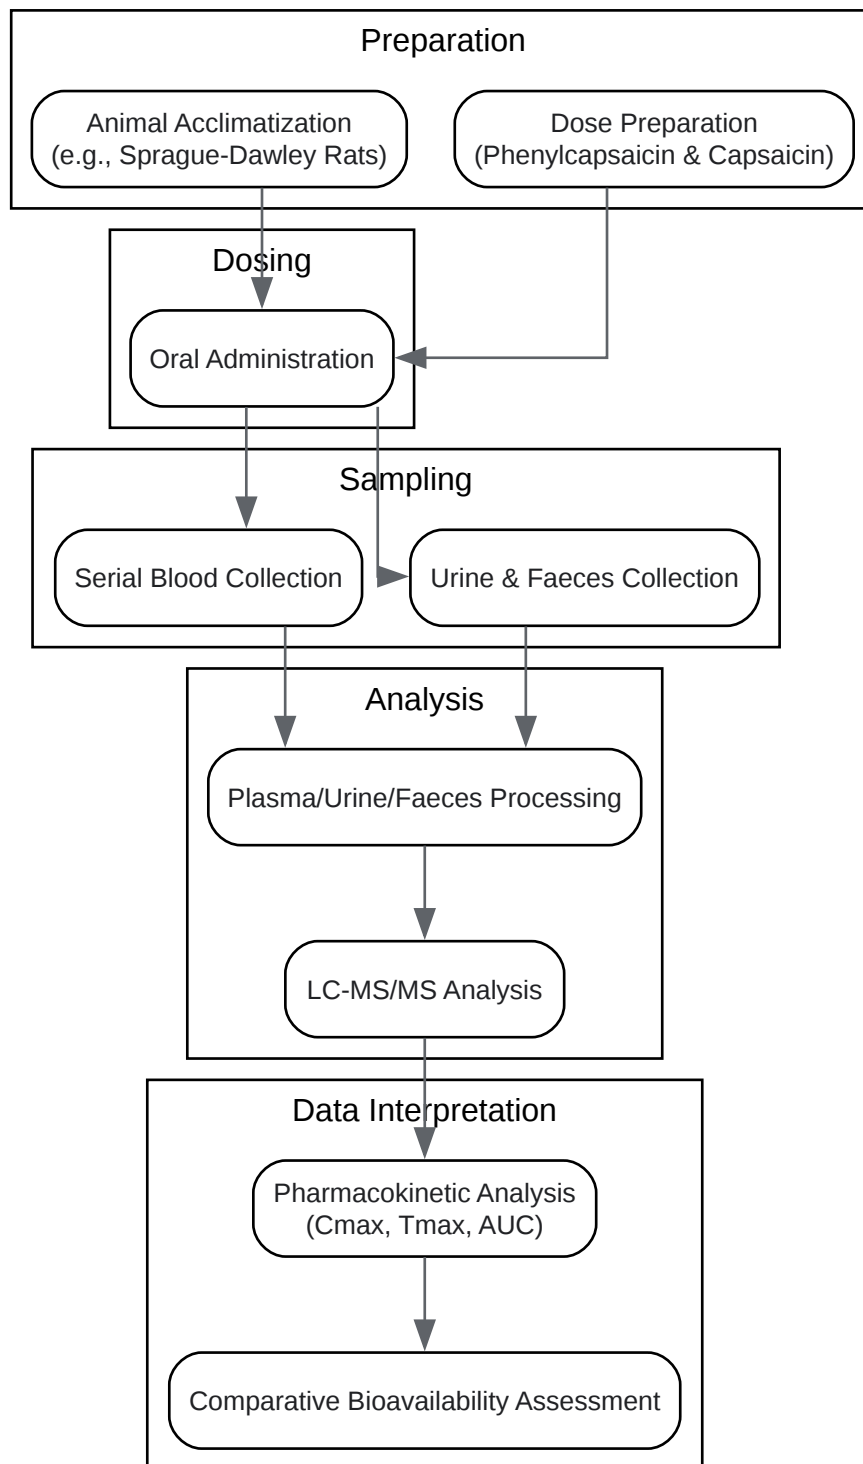 Preparation
Animal Acclimatization
(e.g., Sprague-Dawley Rats)
Dose Preparation
(Phenylcapsaicin & Capsaicin)
Dosing
Oral Administration
Sampling
Serial Blood Collection
Urine & Faeces Collection
Analysis
Plasma/Urine/Faeces Processing
LC-MS/MS Analysis
Data Interpretation
Pharmacokinetic Analysis
(Cmax, Tmax, AUC)
Comparative Bioavailability Assessment